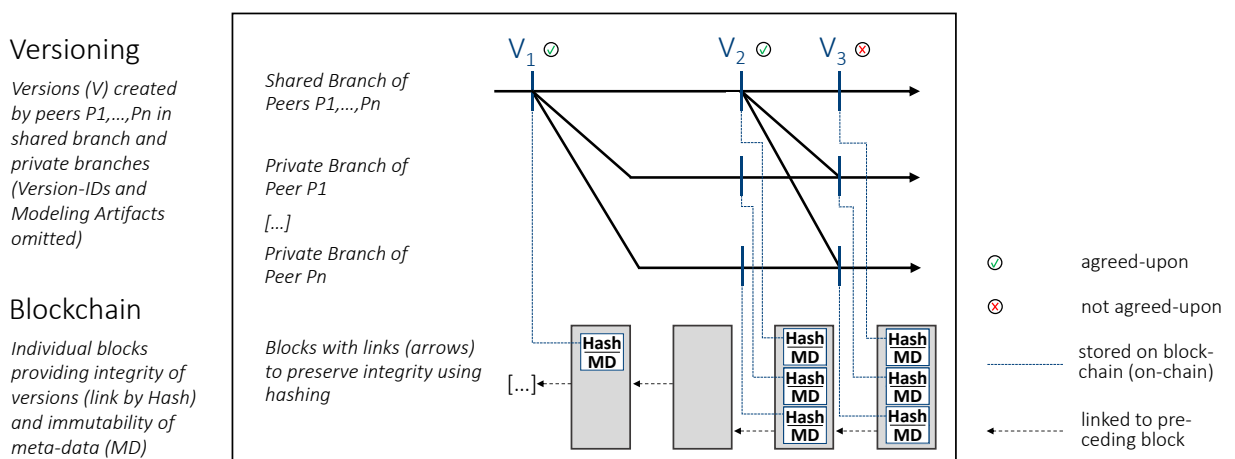 Versioning
Versions (V) created
by peers P1,...,Pn in
shared branch and
private branches
(Version-IDs and
Modeling Artifacts
omitted)
Blockchain
Individual blocks
providing integrity of
versions (link by Hash)
and immutability of
meta-data (MD)
V1
V2
V3
Shared Branch of
Peers P1,...,Pn
Private Branch of
Peer P1
[...]
Private Branch of
Peer Pn
Blocks with links (arrows)
to preserve integrity using
hashing
[...]
Hash
MD
Hash
MD
Hash
MD
Hash
MD
Hash
MD
Hash
MD
Hash
MD
agreed-upon
not agreed-upon
stored on block-
chain (on-chain)
linked to pre-
ceding block